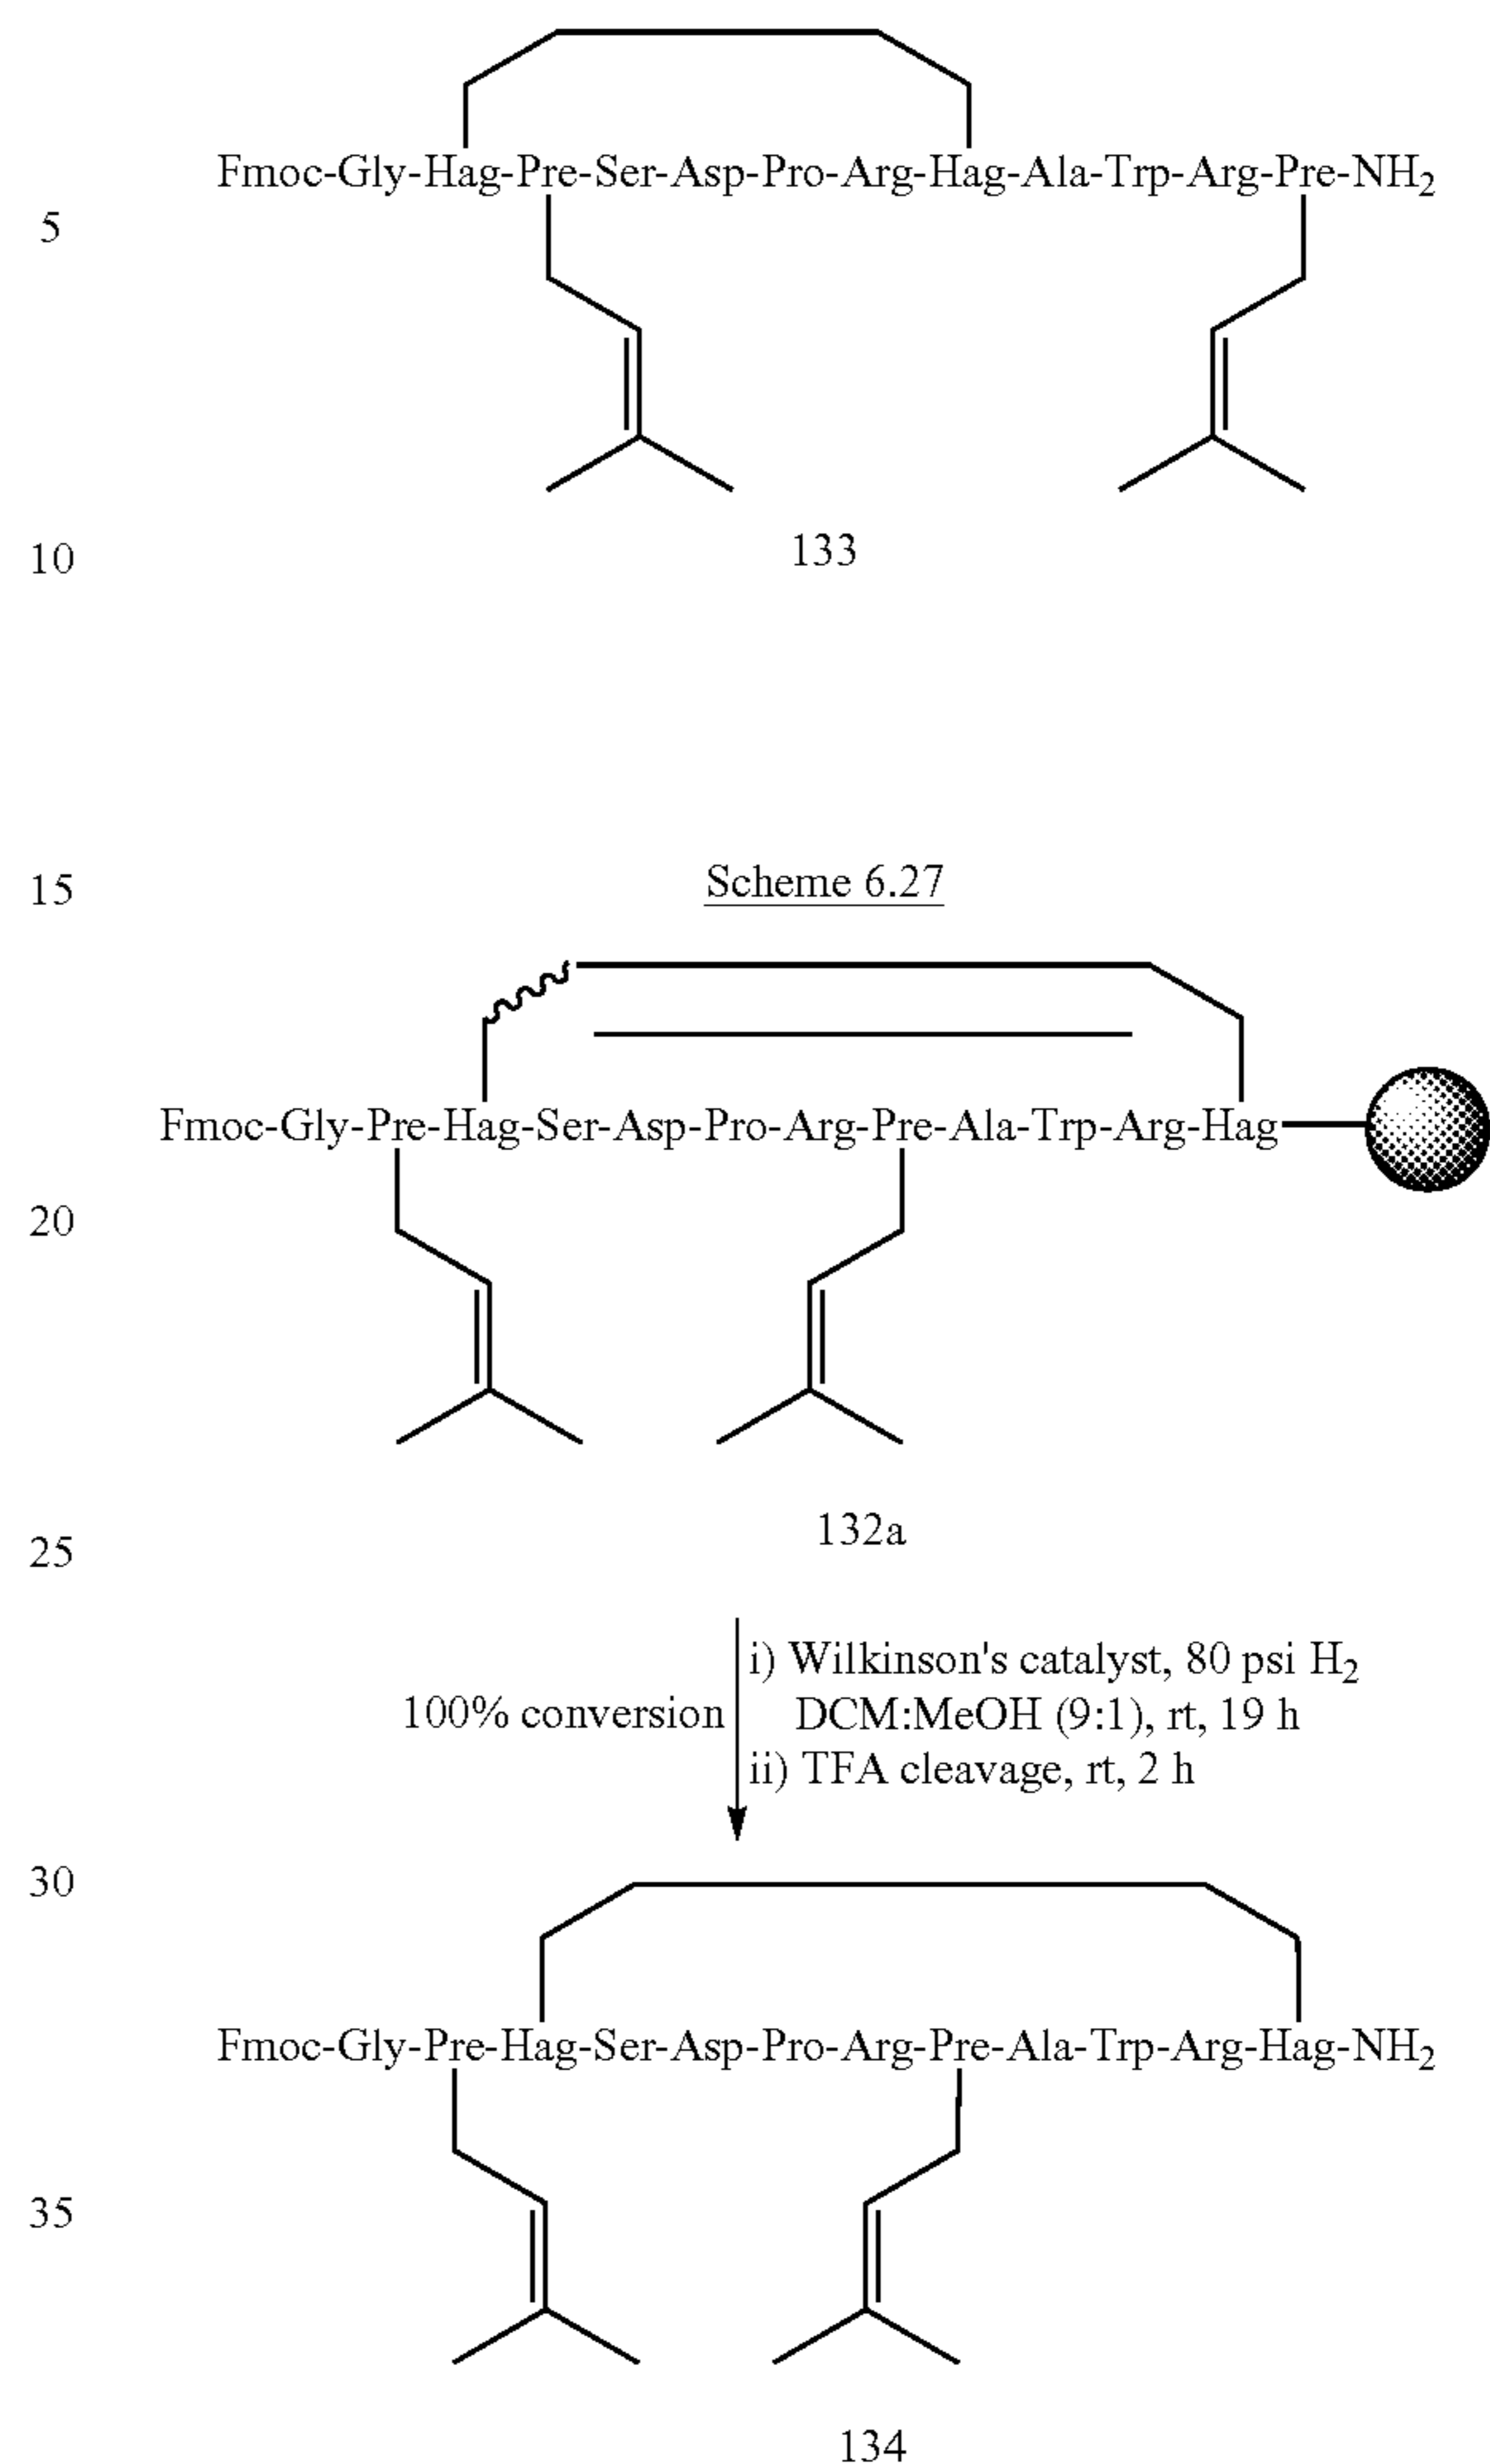 Fmoc-Gly-Hag-Pre-Ser-Asp-Pro-Arg-Hag-Ala-Trp-Arg-Pre-NH2
5
133
10
Scheme 6.27
15
Fmoc-Gly-Pre-Hag-Ser-Asp-Pro-Arg-Pre-Ala-Trp-Arg-Hag
20
132a
25
i) Wilkinson's catalyst, 80 psi H2
100% conversion
DCM:MeOH (9:1), rt, 19 h
ii) TFA cleavage, rt, 2 h
30
Fmoc-Gly-Pre-Hag-Ser-Asp-Pro-Arg-Pre-Ala-Trp-Arg-Hag-NH2
35
134